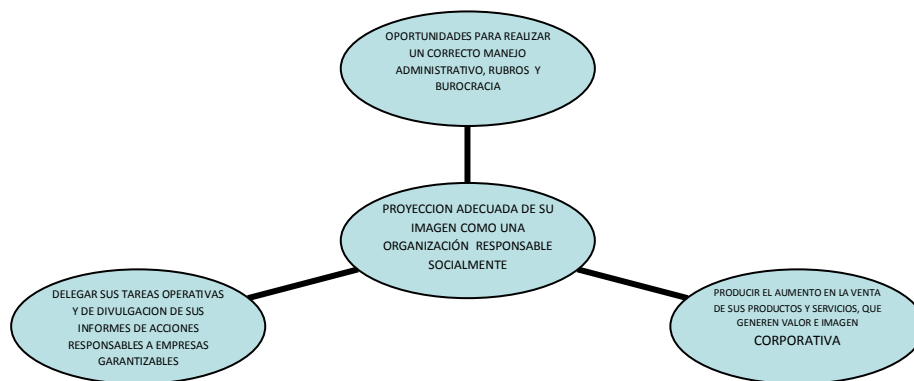 OPORTUNIDADES PARA REALIZAR
UN CORRECTO MANEJO
ADMINISTRATIVO, RUBROS Y
BUROCRACIA
PROYECCION ADECUADA DE SU
IMAGEN COMO UNA
ORGANIZACIÓN RESPONSABLE
SOCIALMENTE
DELEGAR SUS TAREAS OPERATIVAS
Y DE DIVULGACION DE SUS
INFORMES DE ACCIONES
RESPONSABLES A EMPRESAS
GARANTIZABLES
PRODUCIR EL AUMENTO EN LA VENTA
DE SUS PRODUCTOS Y SERVICIOS, QUE
GENEREN VALOR E IMAGEN
CORPORATIVA